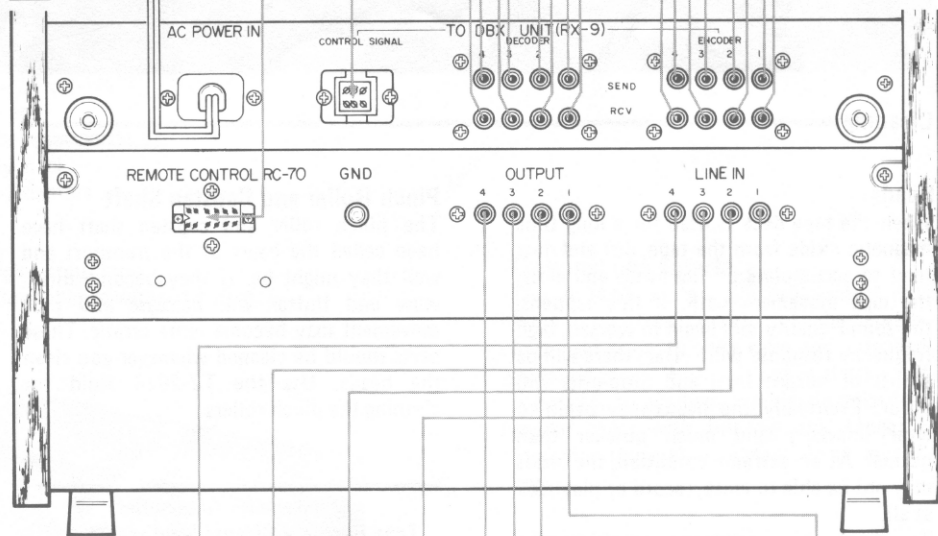 AC POWER IN
CONTROL SIGNAL
TO DBX UNIT(RX-9)
DECODER
ENCODER
4 3 2
4 3 2 1
SEND
RCV
REMOTE CONTROL RC-70
GND
OUTPUT
LINE IN
4 3 2 1
4 3 2 1